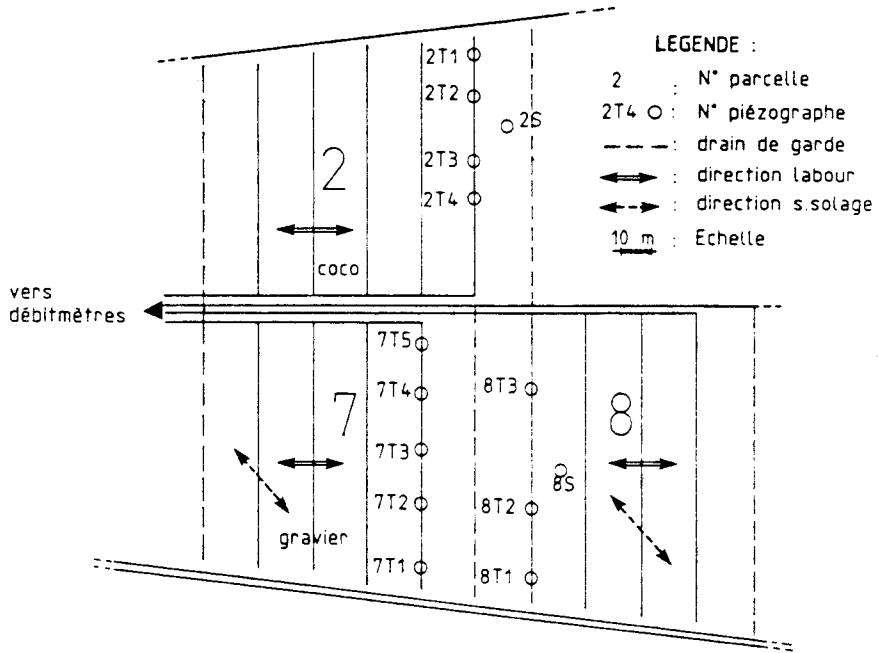 LEGENDE :
2 : N° parcelle
2T4 : N° piézographe
: drain de garde
: direction labour
: direction s.solage
10 m : Echelle
2T1
2T2
2S
2T3
2T4
2
coco
vers
débitmètres
7T5
7T4
8T3
7
8
7T3
8S
7T2
8T2
gravier
7T1
8T1